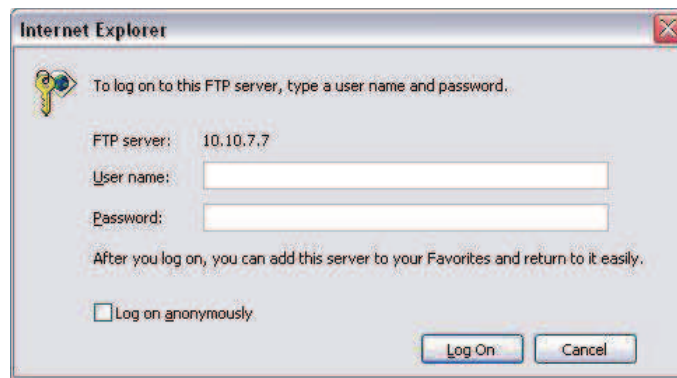 Internet Explorer
To log on to this FTP server, type a user name and password.
FTP server: 10.10.7.7
User name:
Password:
After you log on, you can add this server to your Favorites and return to it easily.
Log on anonymously
Log On Cancel